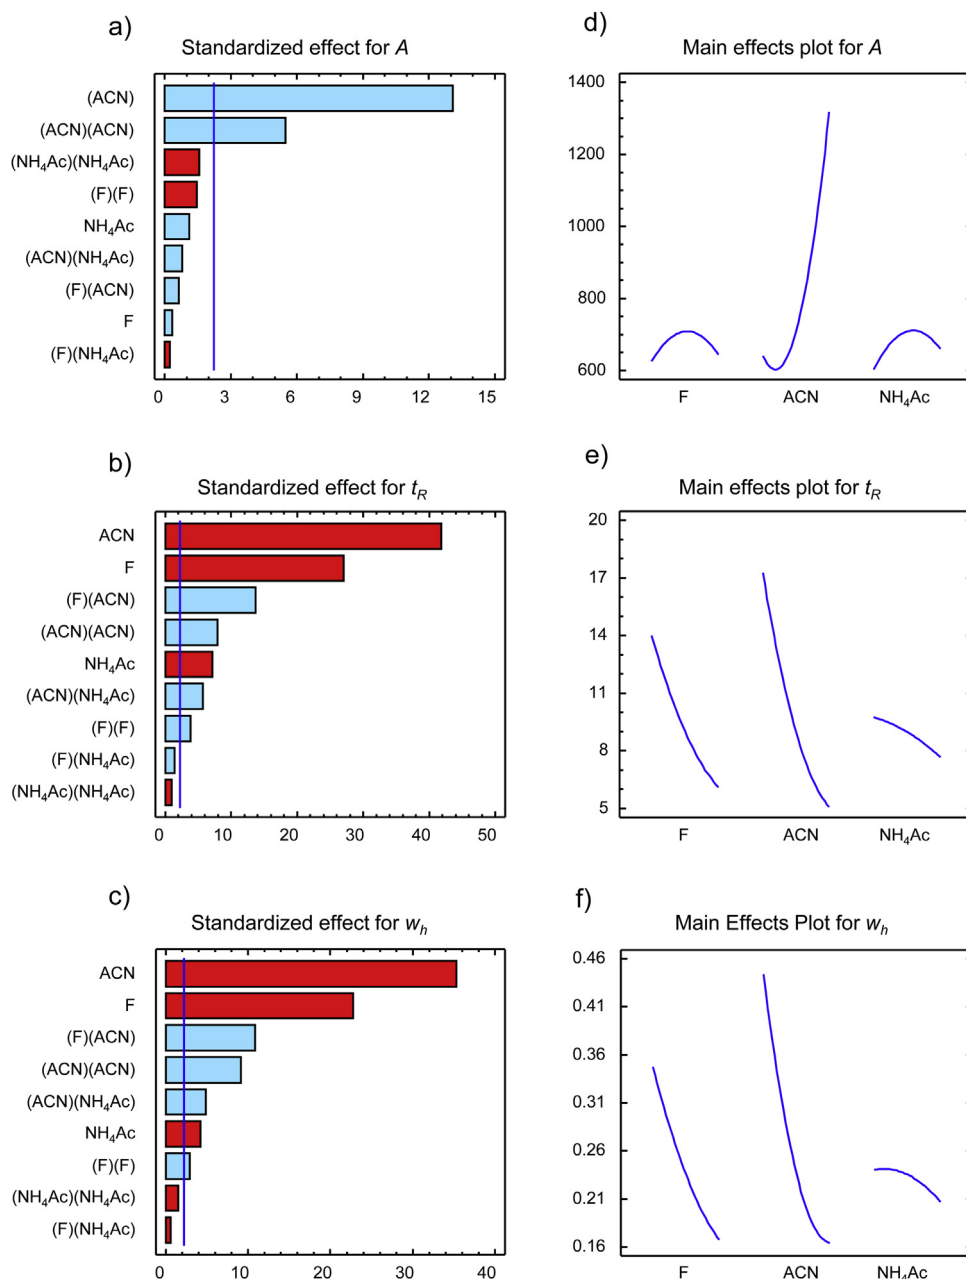 a)
Standardized effect for A
(ACN)
(ACN)(ACN)
(NH₄Ac)(NH₄Ac)
(F)(F)
NH₄Ac
(ACN)(NH₄Ac)
(F)(ACN)
F
(F)(NH₄Ac)
0 3 6 9 12 15
d)
Main effects plot for A
1400
1200
1000
800
600
F ACN NH₄Ac
b)
Standardized effect for t_R
ACN
F
(F)(ACN)
(ACN)(ACN)
NH₄Ac
(ACN)(NH₄Ac)
(F)(F)
(F)(NH₄Ac)
(NH₄Ac)(NH₄Ac)
0 10 20 30 40 50
e)
Main effects plot for t_R
20
17
14
11
8
5
F ACN NH₄Ac
c)
Standardized effect for w_h
ACN
F
(F)(ACN)
(ACN)(ACN)
(ACN)(NH₄Ac)
NH₄Ac
(F)(F)
(NH₄Ac)(NH₄Ac)
(F)(NH₄Ac)
0 10 20 30 40
f)
Main Effects Plot for w_h
0.46
0.41
0.36
0.31
0.26
0.21
0.16
F ACN NH₄Ac